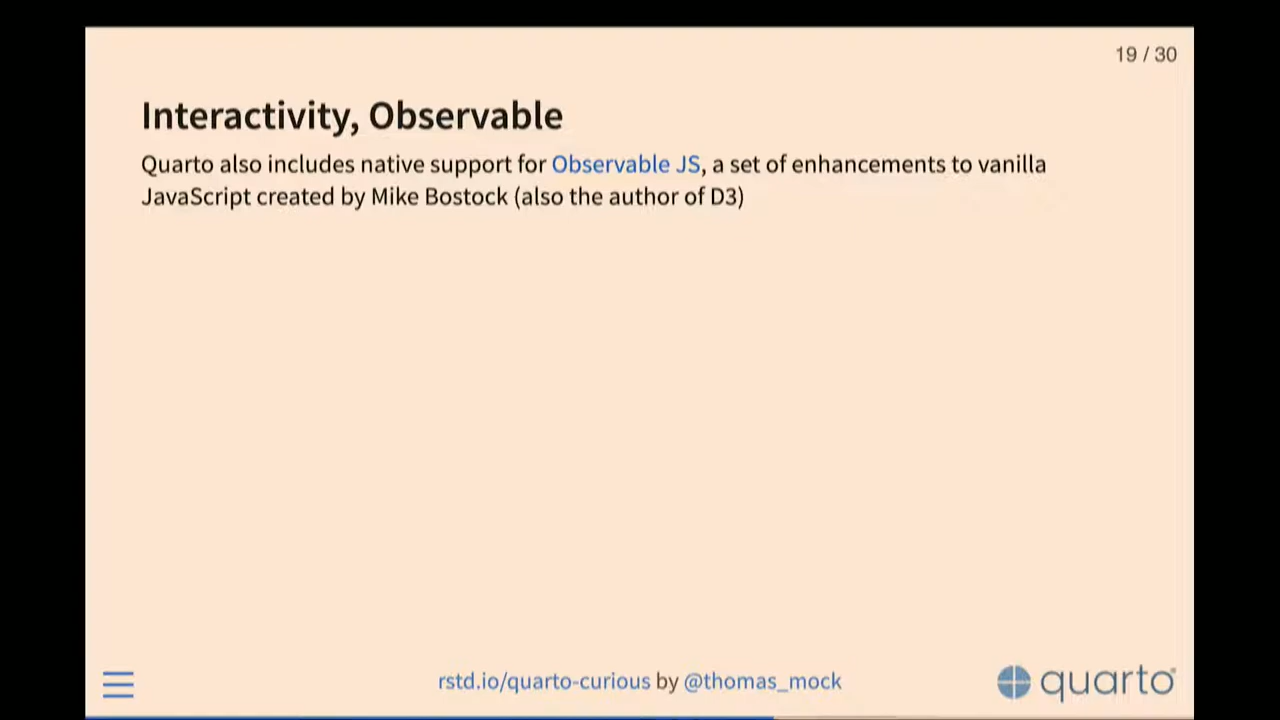 19 / 30
Interactivity, Observable
Quarto also includes native support for Observable JS, a set of enhancements to vanilla
JavaScript created by Mike Bostock (also the author of D3)
rstd.io/quarto-curious by @thomas_mock
quarto